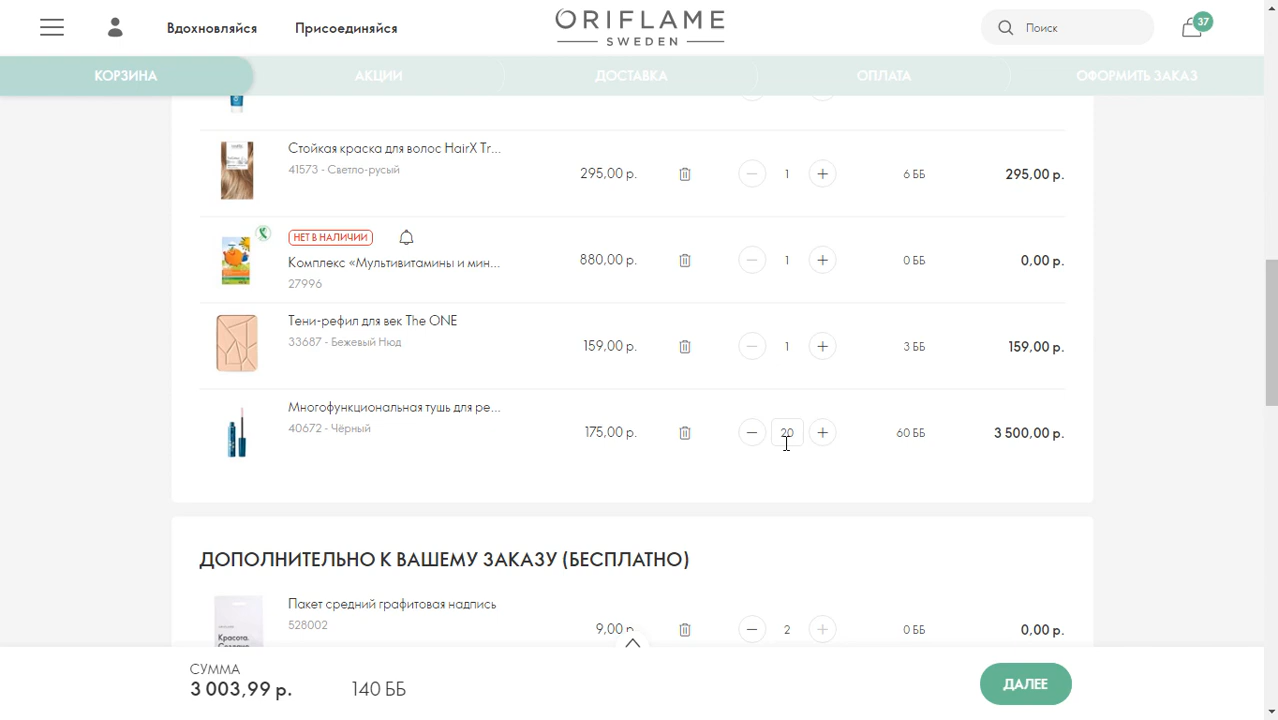 Вдохновляйся Присоединяйся
ORIFLAME
SWEDEN
Поиск
37
КОРЗИНА АКЦИИ ДОСТАВКА ОПЛАТА ОФОРМИТЬ ЗАКАЗ
Стойкая краска для волос HairX Tr...
41573 - Светло-русый
295,00 р. 1 6 ББ 295,00 р.
НЕТ В НАЛИЧИИ
Комплекс «Мультивитамины и мин...
27996
880,00 р. 1 0 ББ 0,00 р.
Тени-рефил для век The ONE
33687 - Бежевый Нюд
159,00 р. 1 3 ББ 159,00 р.
Многофункциональная тушь для ре...
40672 - Чёрный
175,00 р. 20 60 ББ 3 500,00 р.
ДОПОЛНИТЕЛЬНО К ВАШЕМУ ЗАКАЗУ (БЕСПЛАТНО)
Пакет средний графитовая надпись
528002
Красота.
9,00 р. 2 0 ББ 0,00 р.
СУММА
3 003,99 р. 140 ББ
ДАЛЕЕ